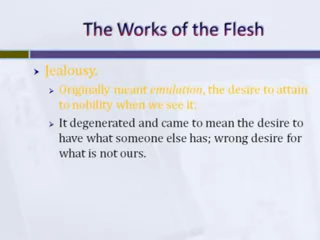 The Works of the Flesh
Jealousy.
Originally meant emulation, the desire to attain
to nobility when we see it.
It degenerated and came to mean the desire to
have what someone else has; wrong desire for
what is not ours.